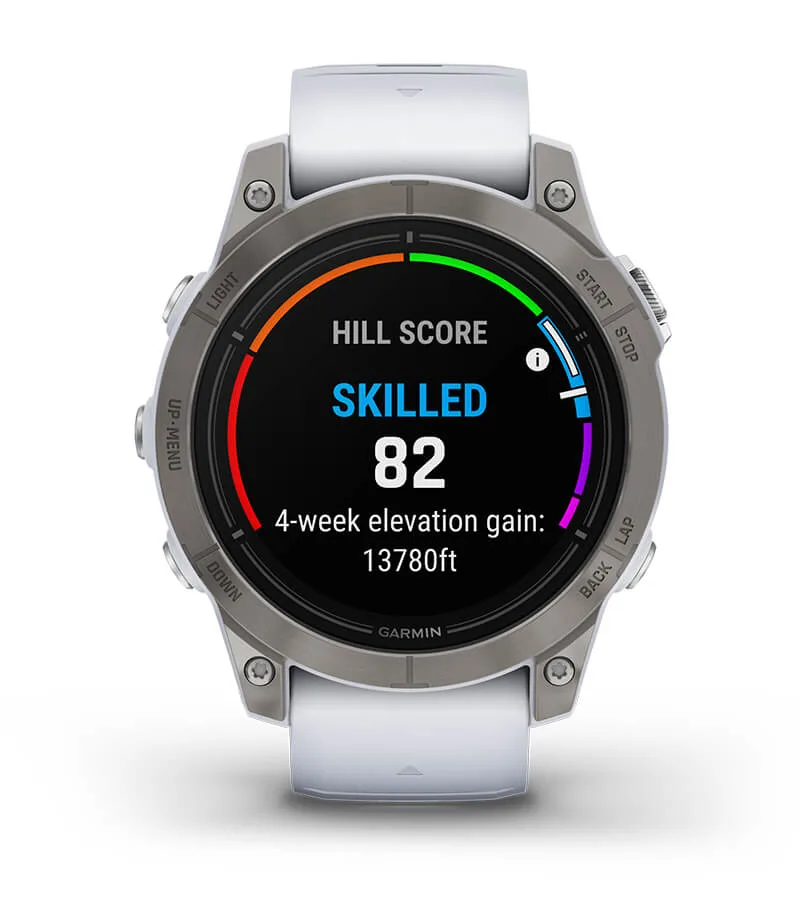 LIGHT
START
STOP
HILL SCORE
i
SKILLED
UP·MENU
82
4-week elevation gain:
13780ft
LAP
BACK
DOWN
GARMIN